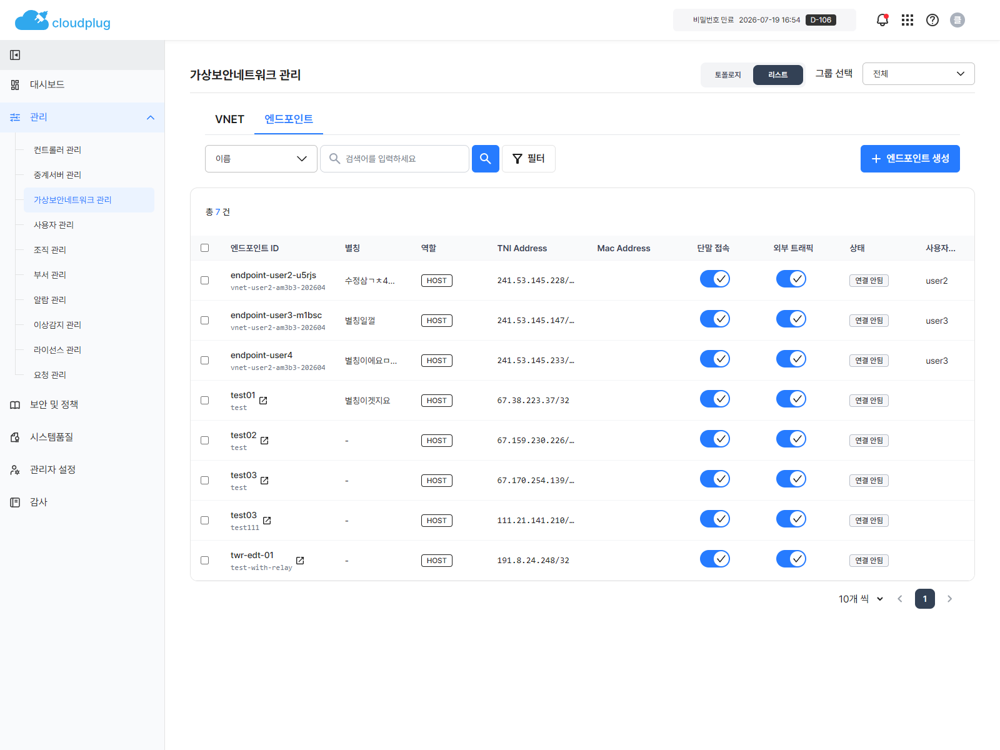 cloudplug
비밀번호 만료 2026-07-19 16:54 D-106
클
대시보드
관리
컨트롤러 관리
중계서버 관리
가상보안네트워크 관리
사용자 관리
조직 관리
부서 관리
알람 관리
이상감지 관리
라이선스 관리
요청 관리
보안 및 정책
시스템품질
관리자 설정
감사
가상보안네트워크 관리
토폴로지 리스트 그룹 선택 전체
VNET 엔드포인트
이름 검색어를 입력하세요 필터 엔드포인트 생성
총 7 건
엔드포인트 ID 별칭 역할 TNI Address Mac Address 단말 접속 외부 트래픽 상태 사용자...
endpoint-user2-u5rjs 수정삼ㄱㅊ4... HOST 241.53.145.228/... 연결 안됨 user2
vnet-user2-am3b3-202604
endpoint-user3-m1bsc 별칭일껄 HOST 241.53.145.147/... 연결 안됨 user3
vnet-user2-am3b3-202604
endpoint-user4 별칭이에요ㅁ... HOST 241.53.145.233/... 연결 안됨 user3
vnet-user2-am3b3-202604
test01 별칭이겟지요 HOST 67.38.223.37/32 연결 안됨
test
test02 - HOST 67.159.230.226/... 연결 안됨
test
test03 - HOST 67.170.254.139/... 연결 안됨
test
test03 - HOST 111.21.141.210/... 연결 안됨
test111
twr-edt-01 - HOST 191.8.24.248/32 연결 안됨
test-with-relay
10개 씩 1